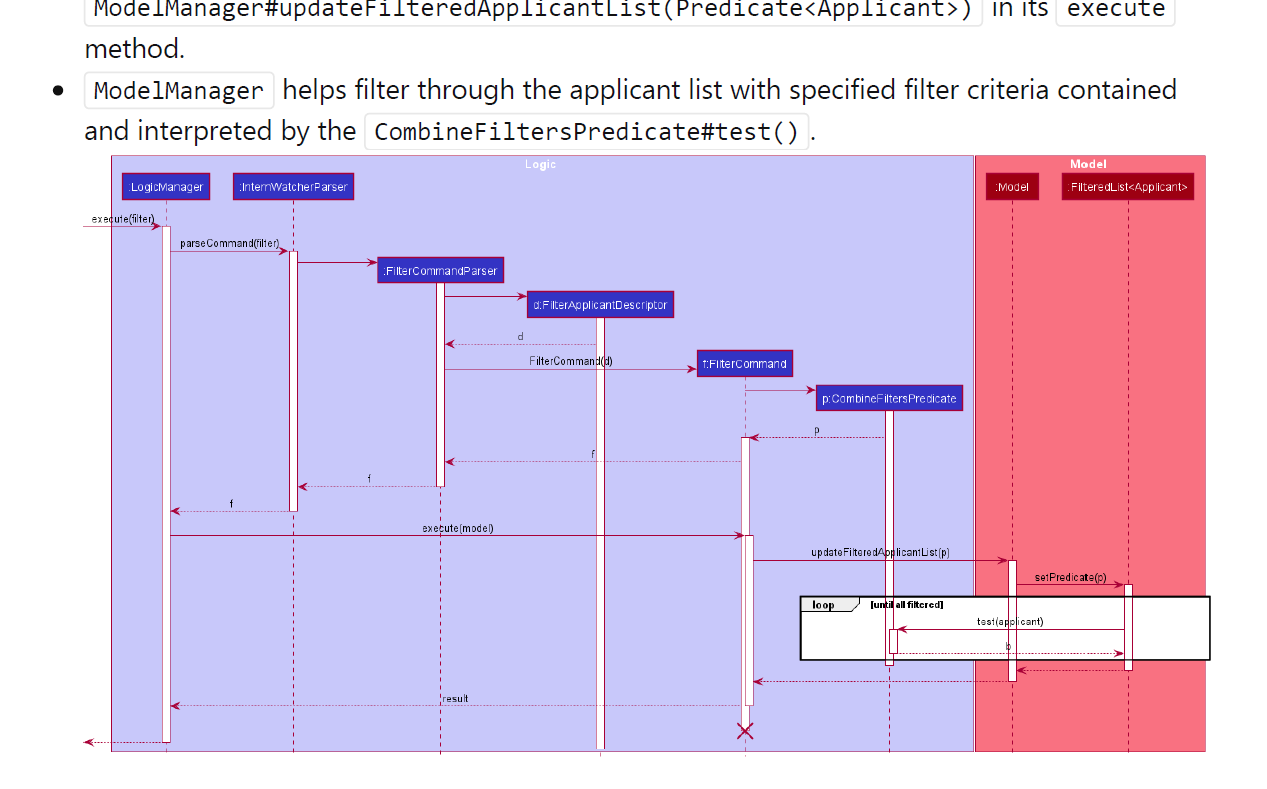 ModelManager#updateFilteredApplicantList(Predicate<Applicant>) in its execute
method.
ModelManager helps filter through the applicant list with specified filter criteria contained
and interpreted by the CombineFiltersPredicate#test().
Logic
Model
:LogicManager
:InternWatcherParser
:Model
:FilteredList<Applicant>
execute(filter)
parseCommand(filter)
:FilterCommandParser
d:FilterApplicantDescriptor
d
FilterCommand(d)
f:FilterCommand
p:CombineFiltersPredicate
p
f
f
f
execute(model)
updateFilteredApplicantList(p)
setPredicate(p)
loop [until all filtered]
test(applicant)
b
result